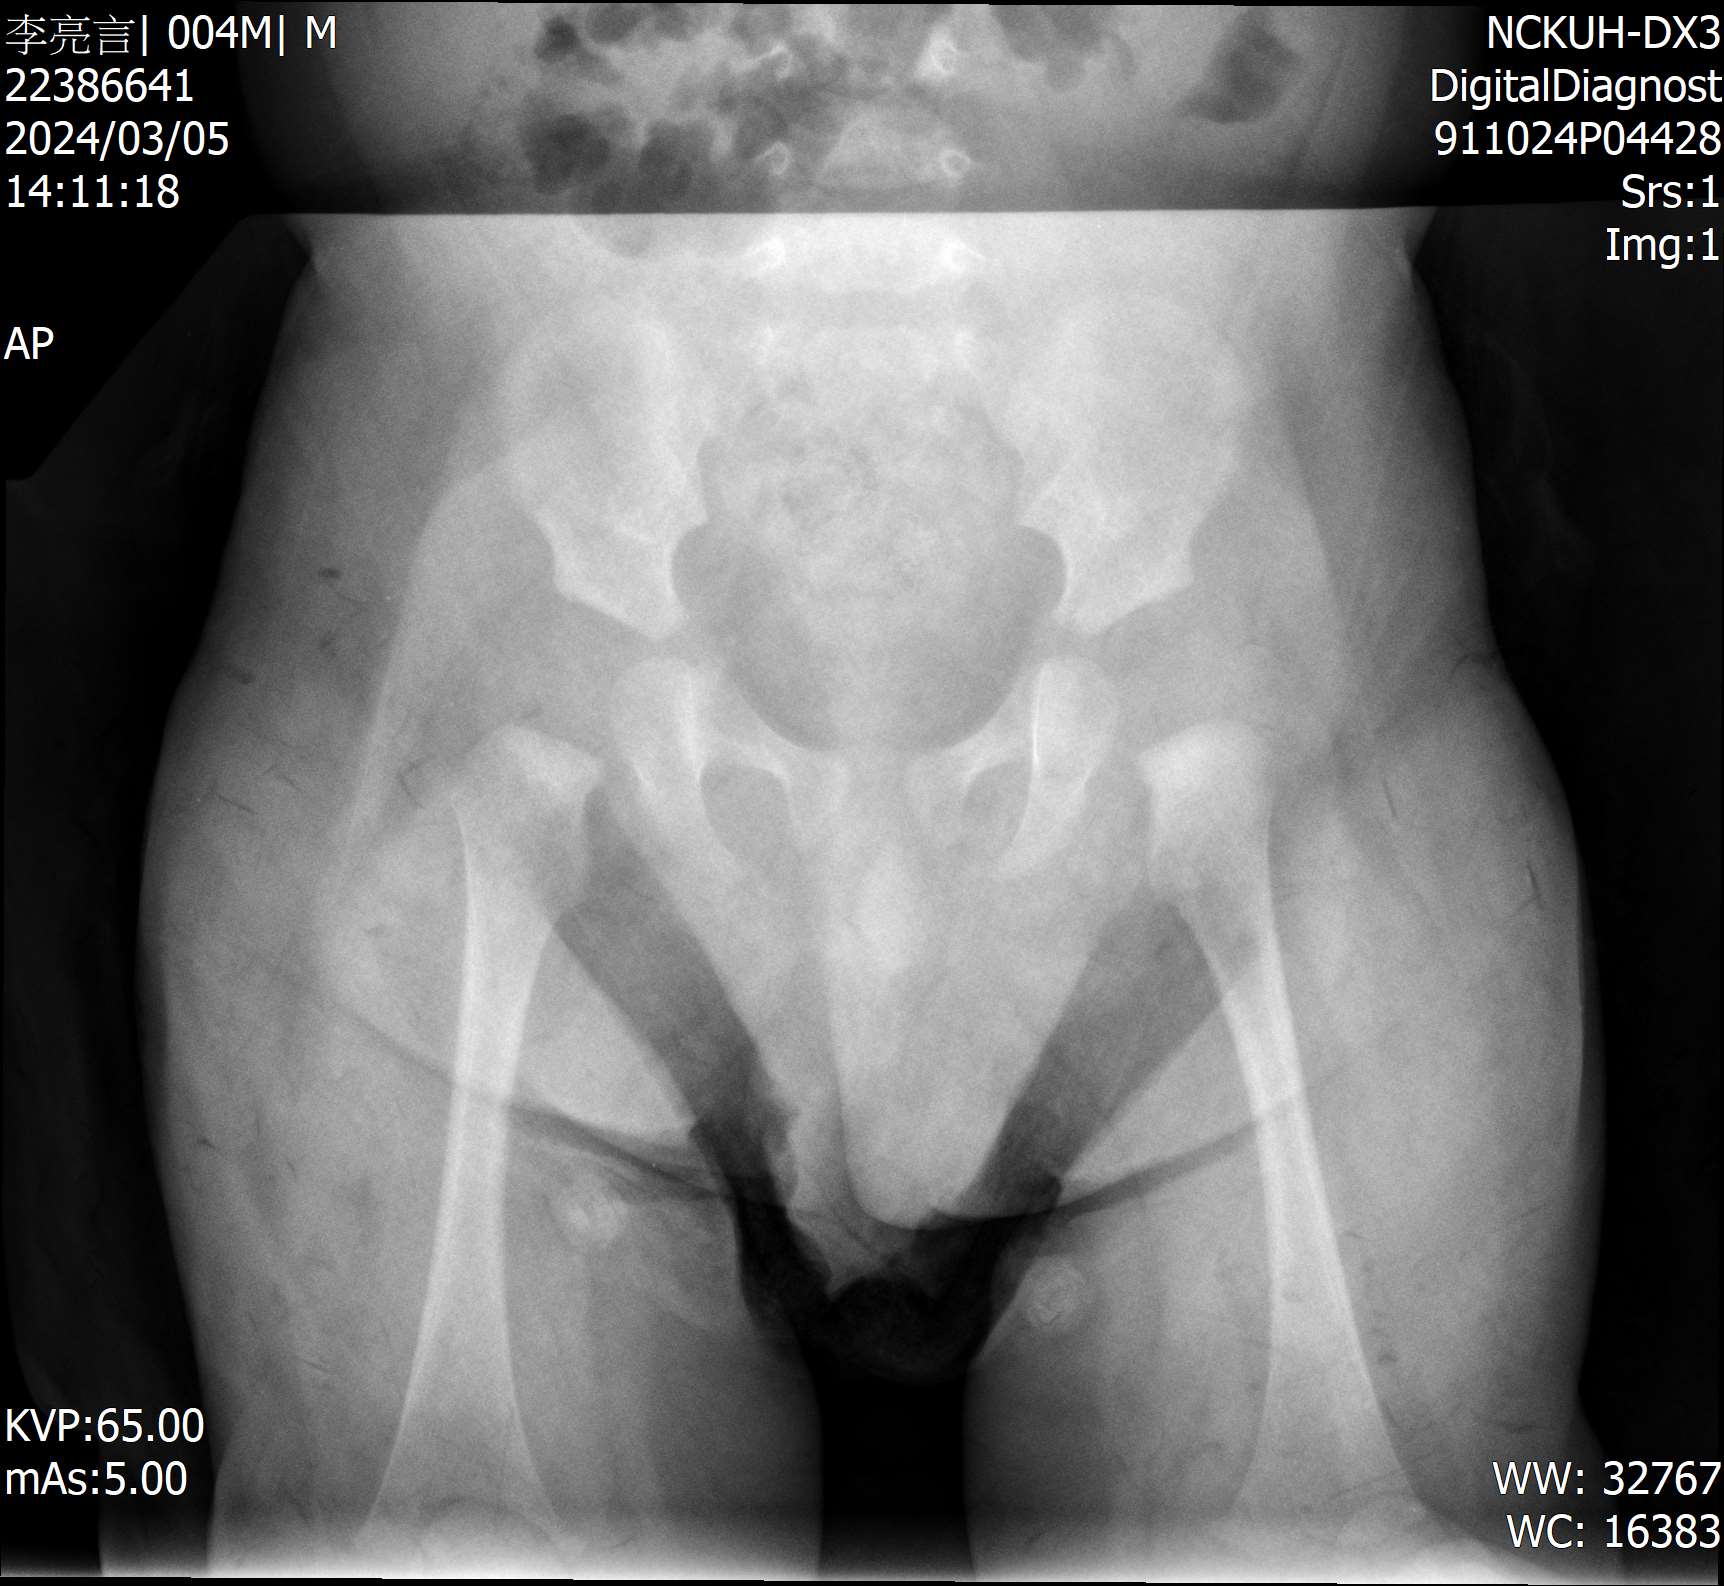 李亮言| 004M| M
22386641
2024/03/05
14:11:18
AP
NCKUH-DX3
DigitalDiagnost
911024P04428
Srs:1
Img:1
KVP:65.00
mAs:5.00
WW: 32767
WC: 16383